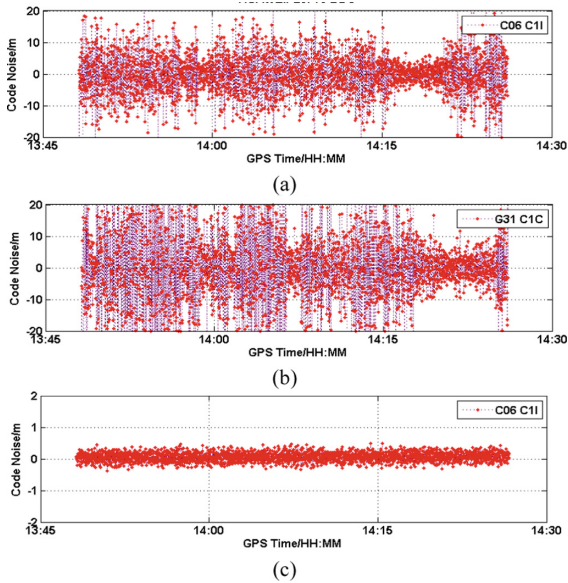 20
10
0
-10
-20
Code Noise/m
C06 C1I
13:45
14:00
14:15
14:30
GPS Time/HH:MM
(a)
20
10
0
-10
-20
Code Noise/m
G31 C1C
13:45
14:00
14:15
14:30
GPS Time/HH:MM
(b)
2
1
0
-1
-2
Code Noise/m
C06 C1I
13:45
14:00
14:15
14:30
GPS Time/HH:MM
(c)